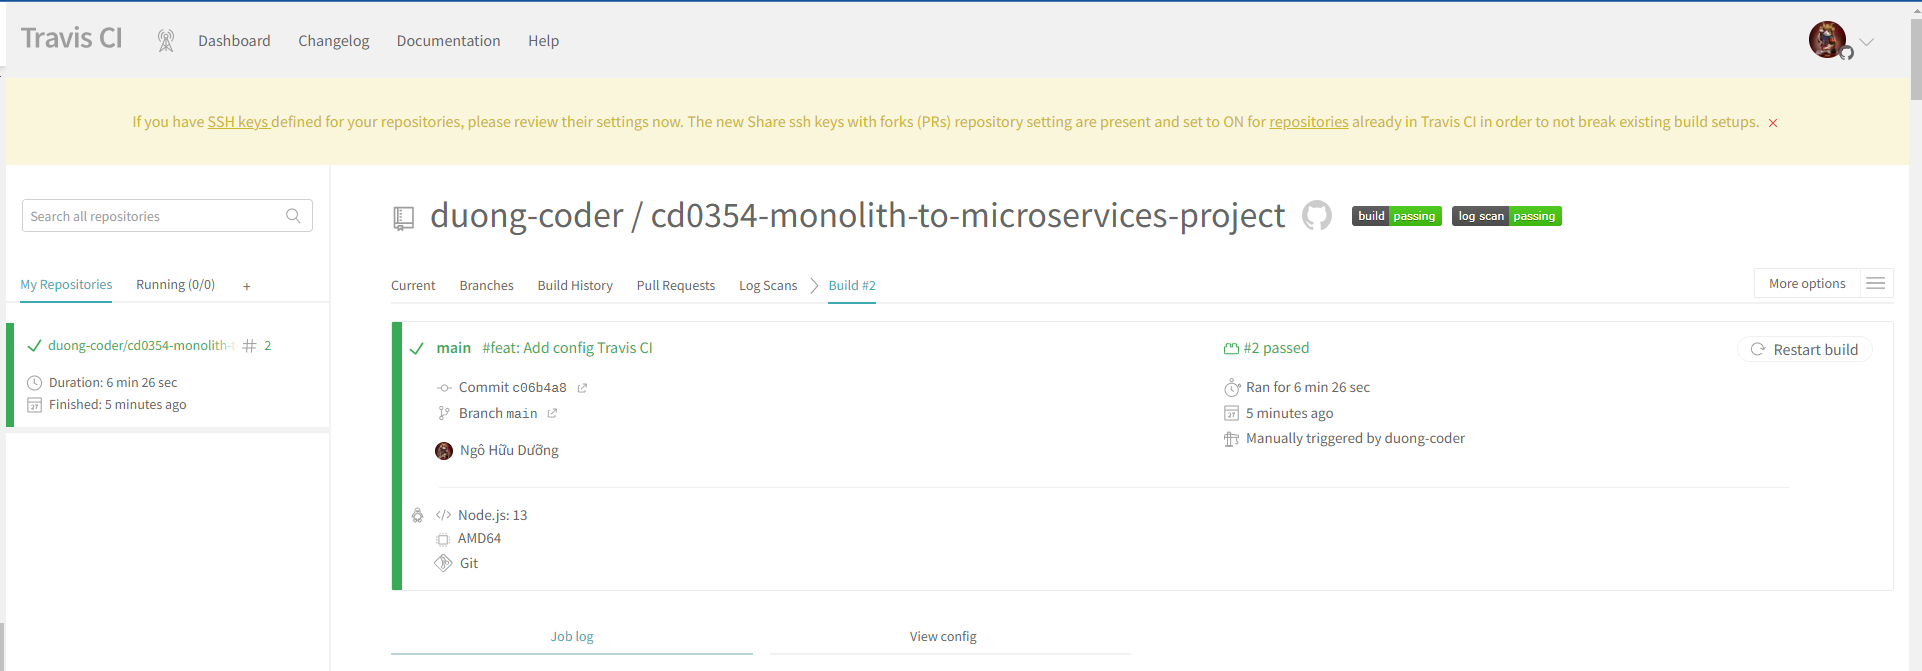 Travis CI
Dashboard
Changelog
Documentation
Help
If you have SSH keys defined for your repositories, please review their settings now. The new Share ssh keys with forks (PRs) repository setting are present and set to ON for repositories already in Travis CI in order to not break existing build setups.
Search all repositories
My Repositories
Running (0/0)
+
duong-coder/cd0354-monolith-t
# 2
Duration: 6 min 26 sec
27
Finished: 5 minutes ago
duong-coder / cd0354-monolith-to-microservices-project
build passing
log scan passing
Current
Branches
Build History
Pull Requests
Log Scans
Build #2
More options
main #feat: Add config Travis CI
Commit c06b4a8
Branch main
Ngô Hữu Dưỡng
#2 passed
Ran for 6 min 26 sec
27
5 minutes ago
Manually triggered by duong-coder
Restart build
</> Node.js: 13
AMD64
Git
Job log
View config